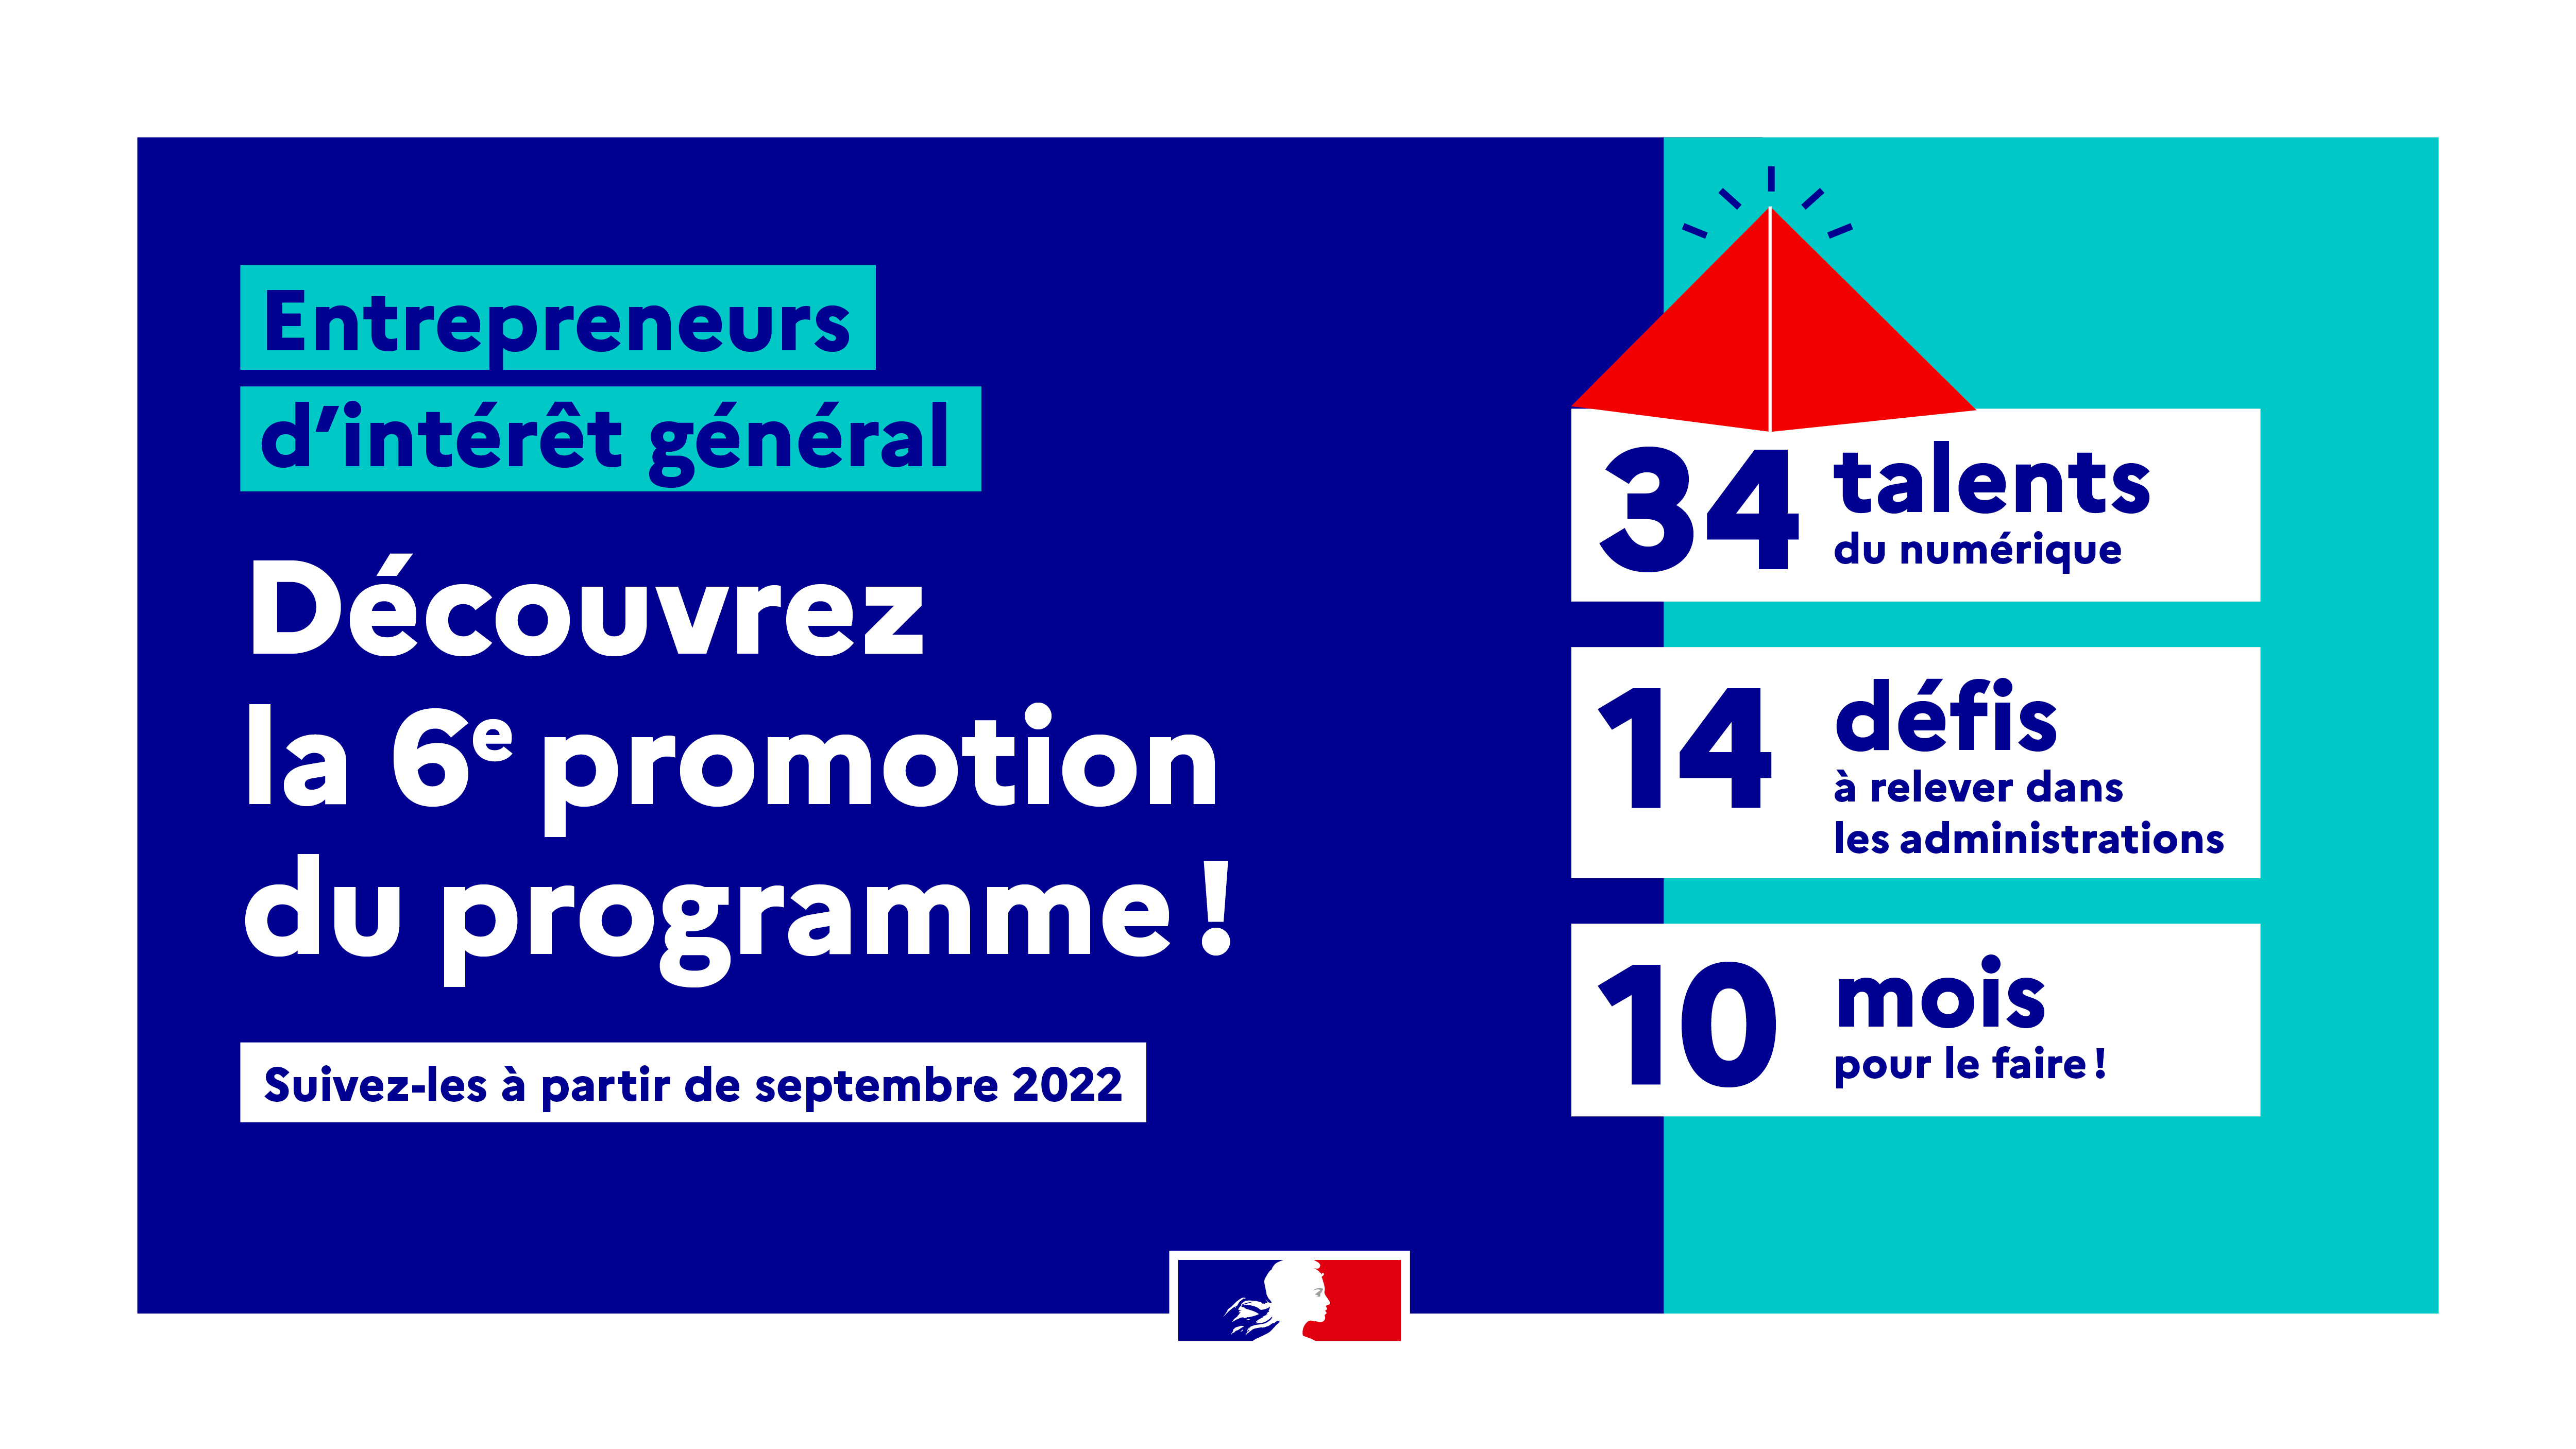 Entrepreneurs
d’intérêt général
Découvrez
la 6e promotion
du programme !
Suivez-les à partir de septembre 2022
34 talents
du numérique
14 défis
à relever dans
les administrations
10 mois
pour le faire !